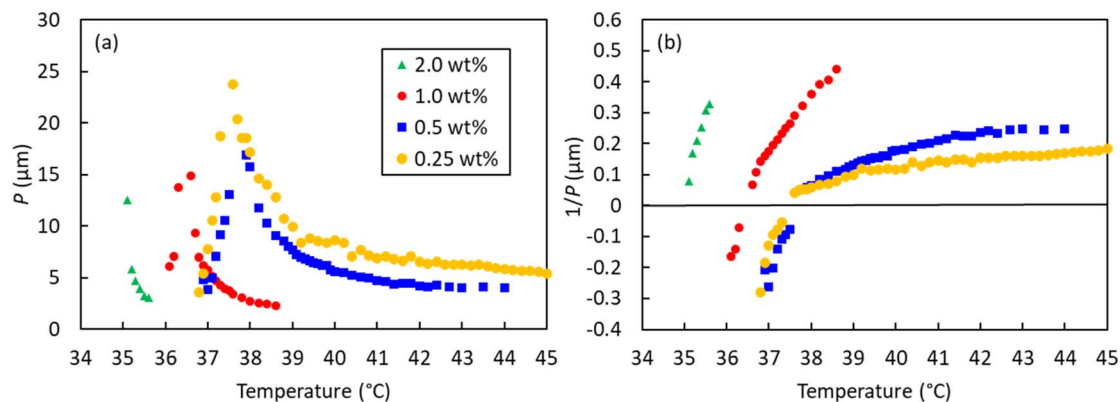 (a)
P (µm)
30
25
20
15
10
5
0
2.0 wt%
1.0 wt%
0.5 wt%
0.25 wt%
34 35 36 37 38 39 40 41 42 43 44 45
Temperature (°C)
(b)
1/P (µm)
0.6
0.5
0.4
0.3
0.2
0.1
0
-0.1
-0.2
-0.3
-0.4
34 35 36 37 38 39 40 41 42 43 44 45
Temperature (°C)